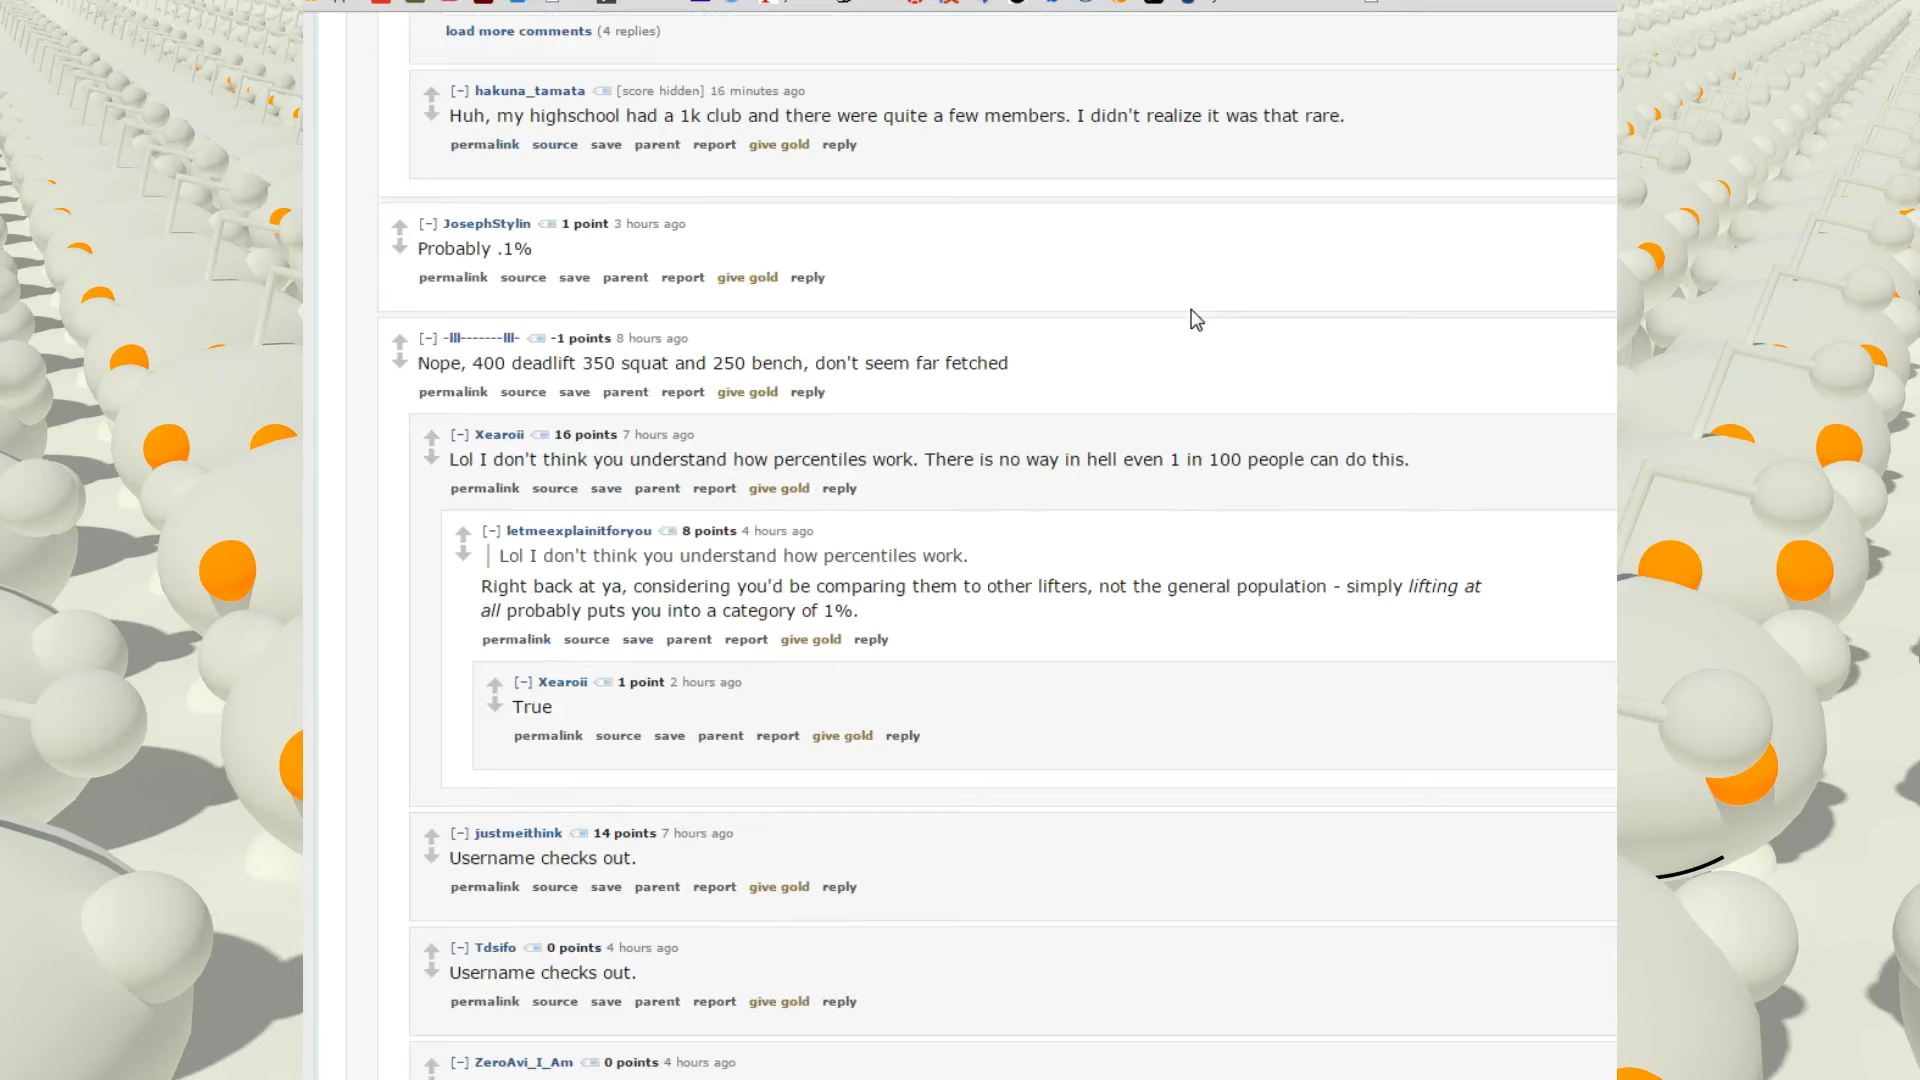 load more comments (4 replies)
[–] hakuna_tamata [score hidden] 16 minutes ago
Huh, my highschool had a 1k club and there were quite a few members. I didn't realize it was that rare.
permalink source save parent report give gold reply
[–] JosephStylin 1 point 3 hours ago
Probably .1%
permalink source save parent report give gold reply
[–] -lll-------lll- -1 points 8 hours ago
Nope, 400 deadlift 350 squat and 250 bench, don't seem far fetched
permalink source save parent report give gold reply
[–] Xearoii 16 points 7 hours ago
Lol I don't think you understand how percentiles work. There is no way in hell even 1 in 100 people can do this.
permalink source save parent report give gold reply
[–] letmeexplainitforyou 8 points 4 hours ago
Lol I don't think you understand how percentiles work.
Right back at ya, considering you'd be comparing them to other lifters, not the general population - simply lifting at
all probably puts you into a category of 1%.
permalink source save parent report give gold reply
[–] Xearoii 1 point 2 hours ago
True
permalink source save parent report give gold reply
[–] justmeithink 14 points 7 hours ago
Username checks out.
permalink source save parent report give gold reply
[–] Tdsifo 0 points 4 hours ago
Username checks out.
permalink source save parent report give gold reply
[–] ZeroAvi_I_Am 0 points 4 hours ago